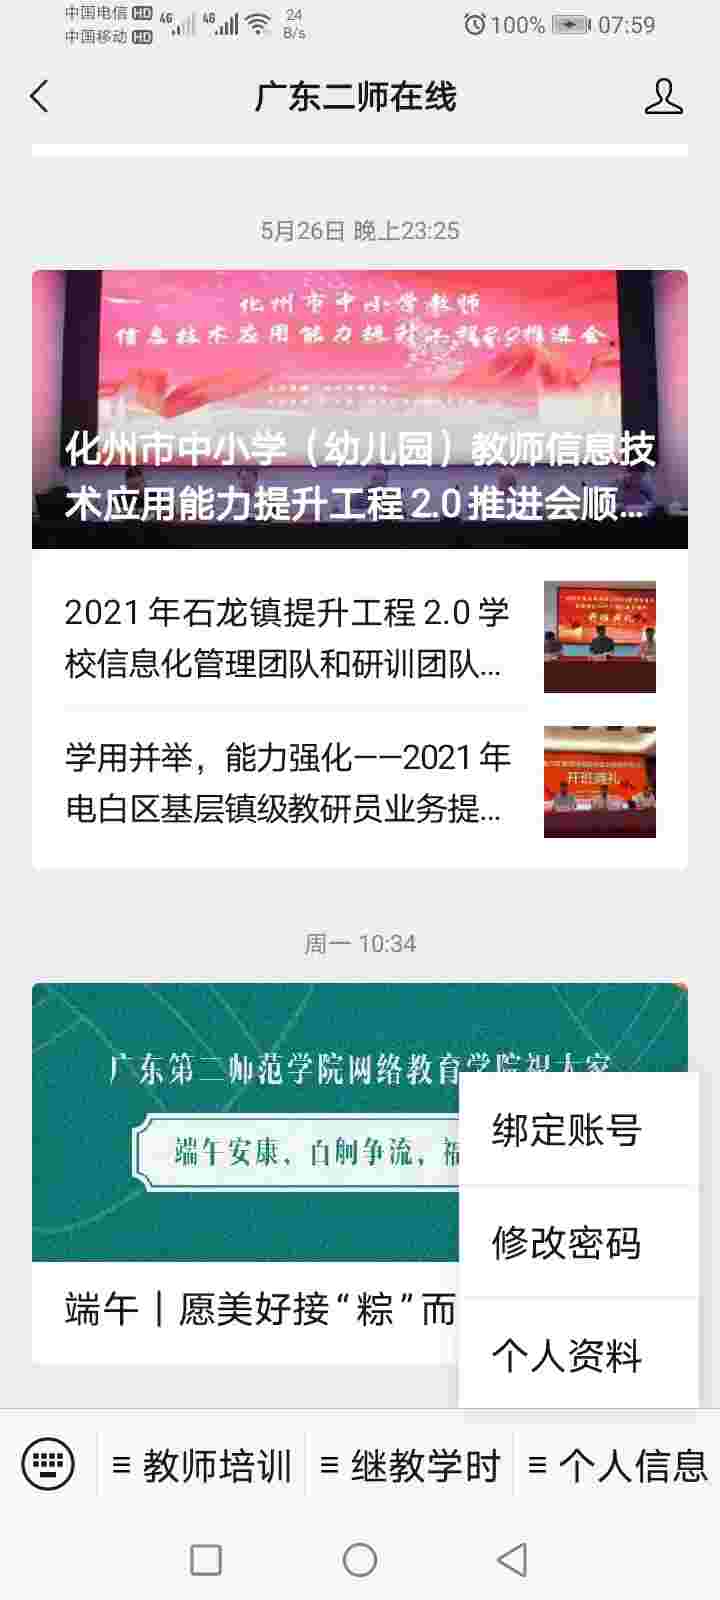 中国电信 HD 4G 4G 24 B/s 100% 07:59
中国移动 HD
广东二师在线
5月26日 晚上23:25
化州市中小学教师
信息技术应用能力提升工程2.0推进会
化州市中小学（幼儿园）教师信息技
术应用能力提升工程 2.0 推进会顺...
2021 年石龙镇提升工程 2.0 学
校信息化管理团队和研训团队...
开班典礼
学用并举，能力强化——2021 年
电白区基层镇级教研员业务提...
开班典礼
周一 10:34
广东第二师范学院网络教育学院祝大家
端午安康，百舸争流，福
端午｜愿美好接“粽”而
绑定账号
修改密码
个人资料
教师培训 继教学时 个人信息